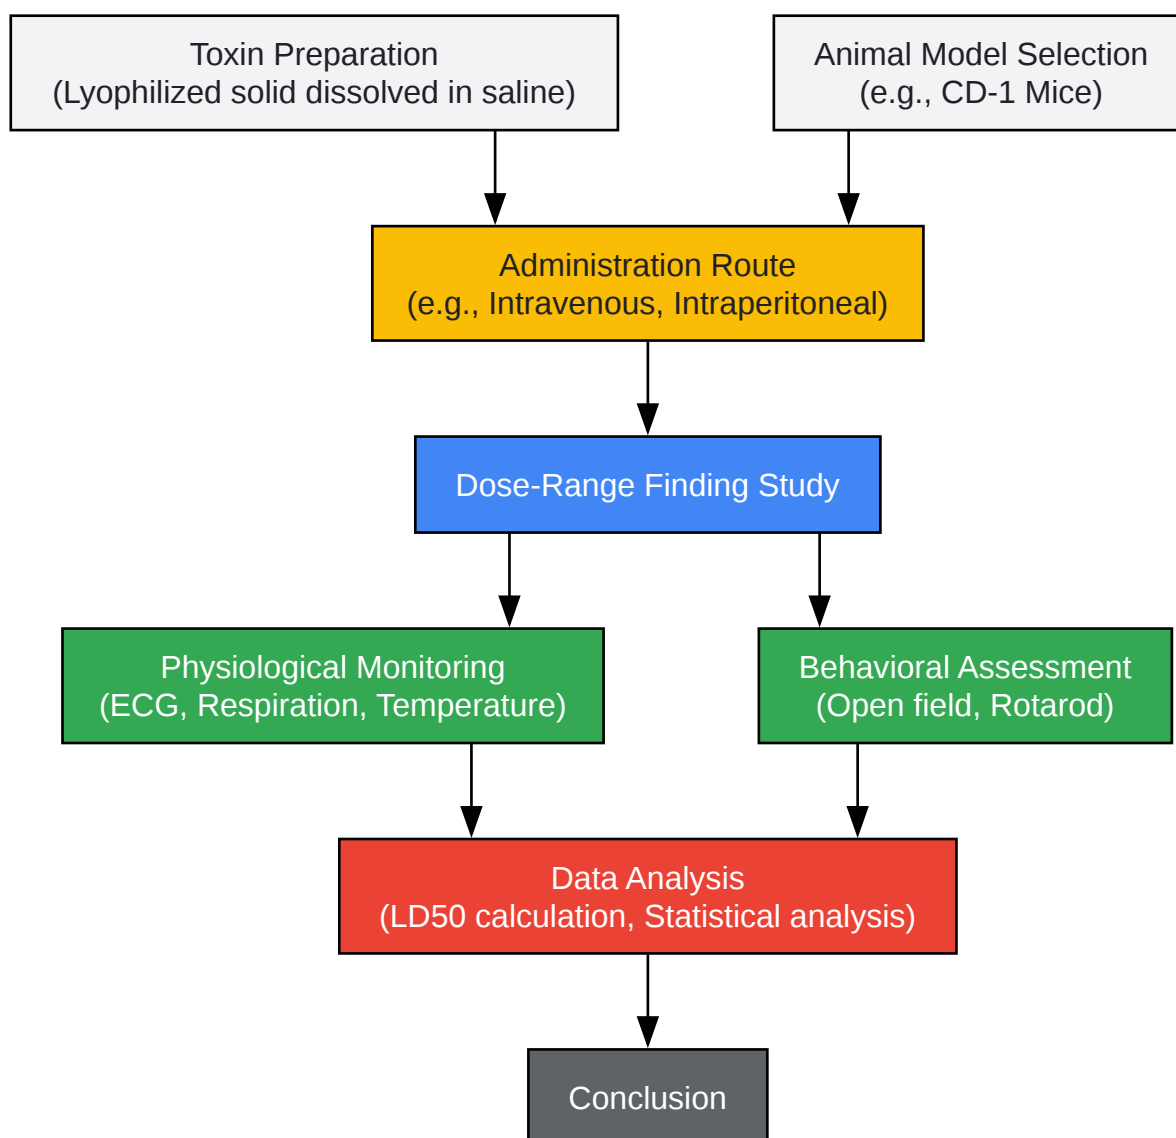 Toxin Preparation
(Lyophilized solid dissolved in saline)
Animal Model Selection
(e.g., CD-1 Mice)
Administration Route
(e.g., Intravenous, Intraperitoneal)
Dose-Range Finding Study
Physiological Monitoring
(ECG, Respiration, Temperature)
Behavioral Assessment
(Open field, Rotarod)
Data Analysis
(LD50 calculation, Statistical analysis)
Conclusion